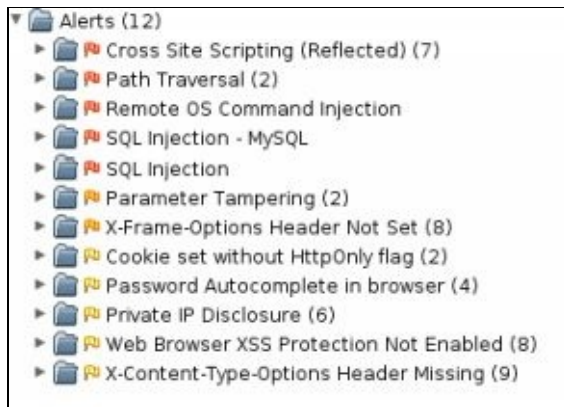 Alerts (12)
Cross Site Scripting (Reflected) (7)
Path Traversal (2)
Remote OS Command Injection
SQL Injection - MySQL
SQL Injection
Parameter Tampering (2)
X-Frame-Options Header Not Set (8)
Cookie set without HttpOnly flag (2)
Password Autocomplete in browser (4)
Private IP Disclosure (6)
Web Browser XSS Protection Not Enabled (8)
X-Content-Type-Options Header Missing (9)